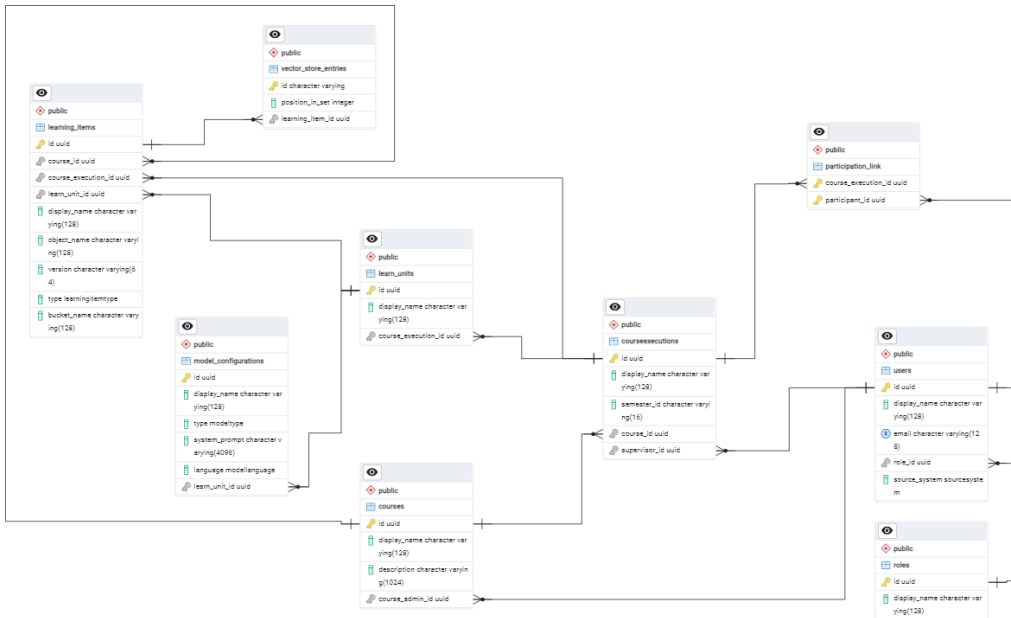 public
vector_store_entries
id character varying
position_in_set integer
learning_item_id uuid
public
learning_items
id uuid
course_id uuid
course_execution_id uuid
learn_unit_id uuid
display_name character var
ying(128)
object_name character varyi
ng(128)
version character varying(6
4)
type learningitemtype
bucket_name character vary
ing(128)
public
participation_link
course_execution_id uuid
participant_id uuid
public
learn_units
id uuid
display_name character var
ying(128)
course_execution_id uuid
public
model_configurations
id uuid
display_name character var
ying(128)
type modeltype
system_prompt character v
arying(4096)
language modellanguage
learn_unit_id uuid
public
courseexecutions
id uuid
display_name character var
ying(128)
semester_id character varyi
ng(16)
course_id uuid
supervisor_id uuid
public
users
id uuid
display_name character var
ying(128)
email character varying(12
8)
role_id uuid
source_system sourcesyste
m
public
courses
id uuid
display_name character var
ying(128)
description character varyin
g(1024)
course_admin_id uuid
public
roles
id uuid
display_name character var
ying(128)